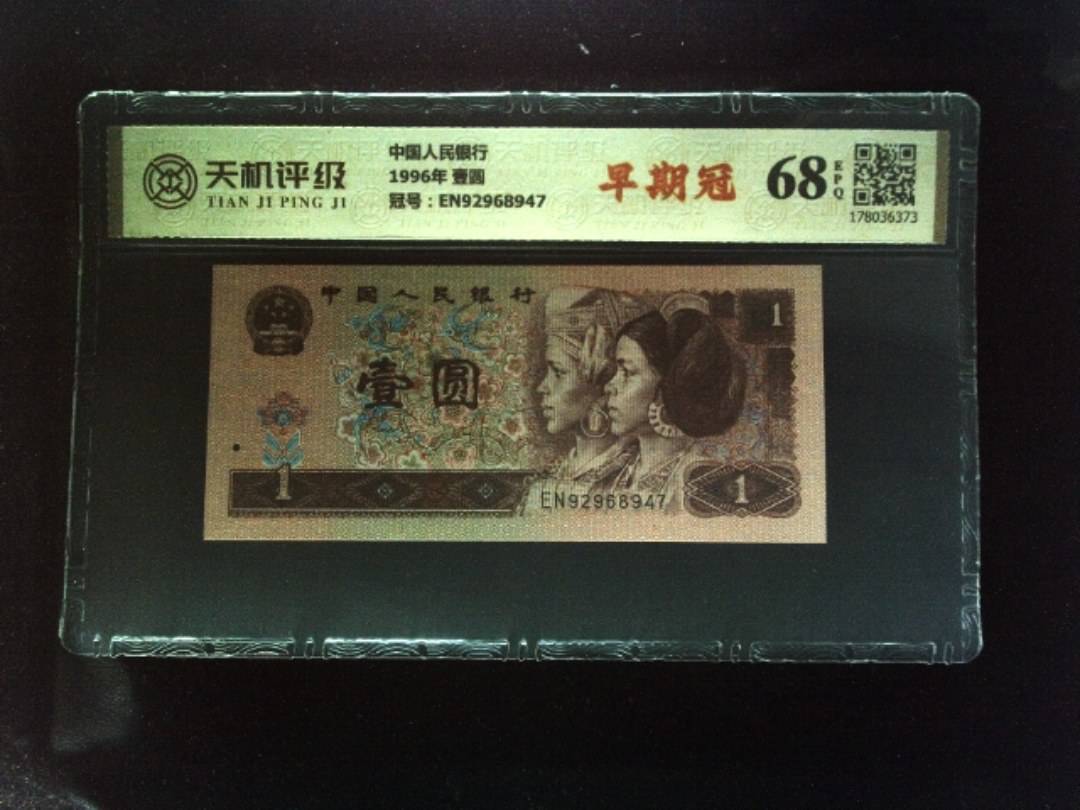 天机评级
TIAN JI PING JI
中国人民银行
1996年 壹圆
冠号：EN92968947
早期冠
68
EPQ
178036373
中国人民银行
1
壹圆
1
EN92968947
1